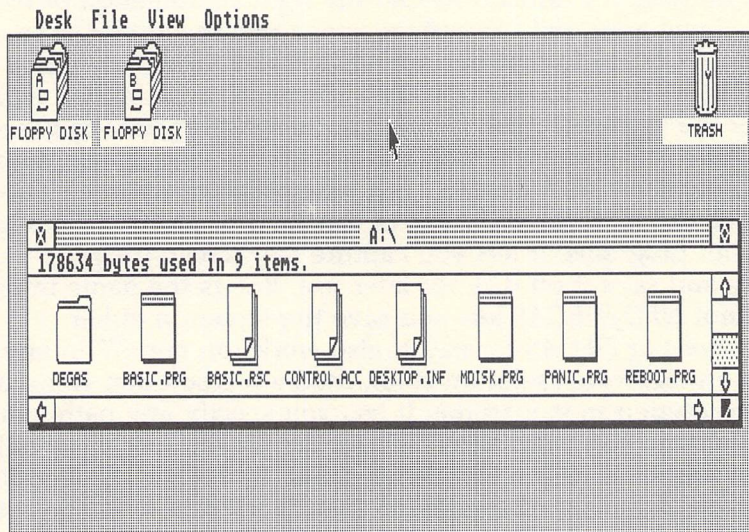 Desk File View Options
A B
FLOPPY DISK FLOPPY DISK TRASH
A:\
178634 bytes used in 9 items.
DEGAS BASIC.PRG BASIC.RSC CONTROL.ACC DESKTOP.INF MDISK.PRG PANIC.PRG REBOOT.PRG